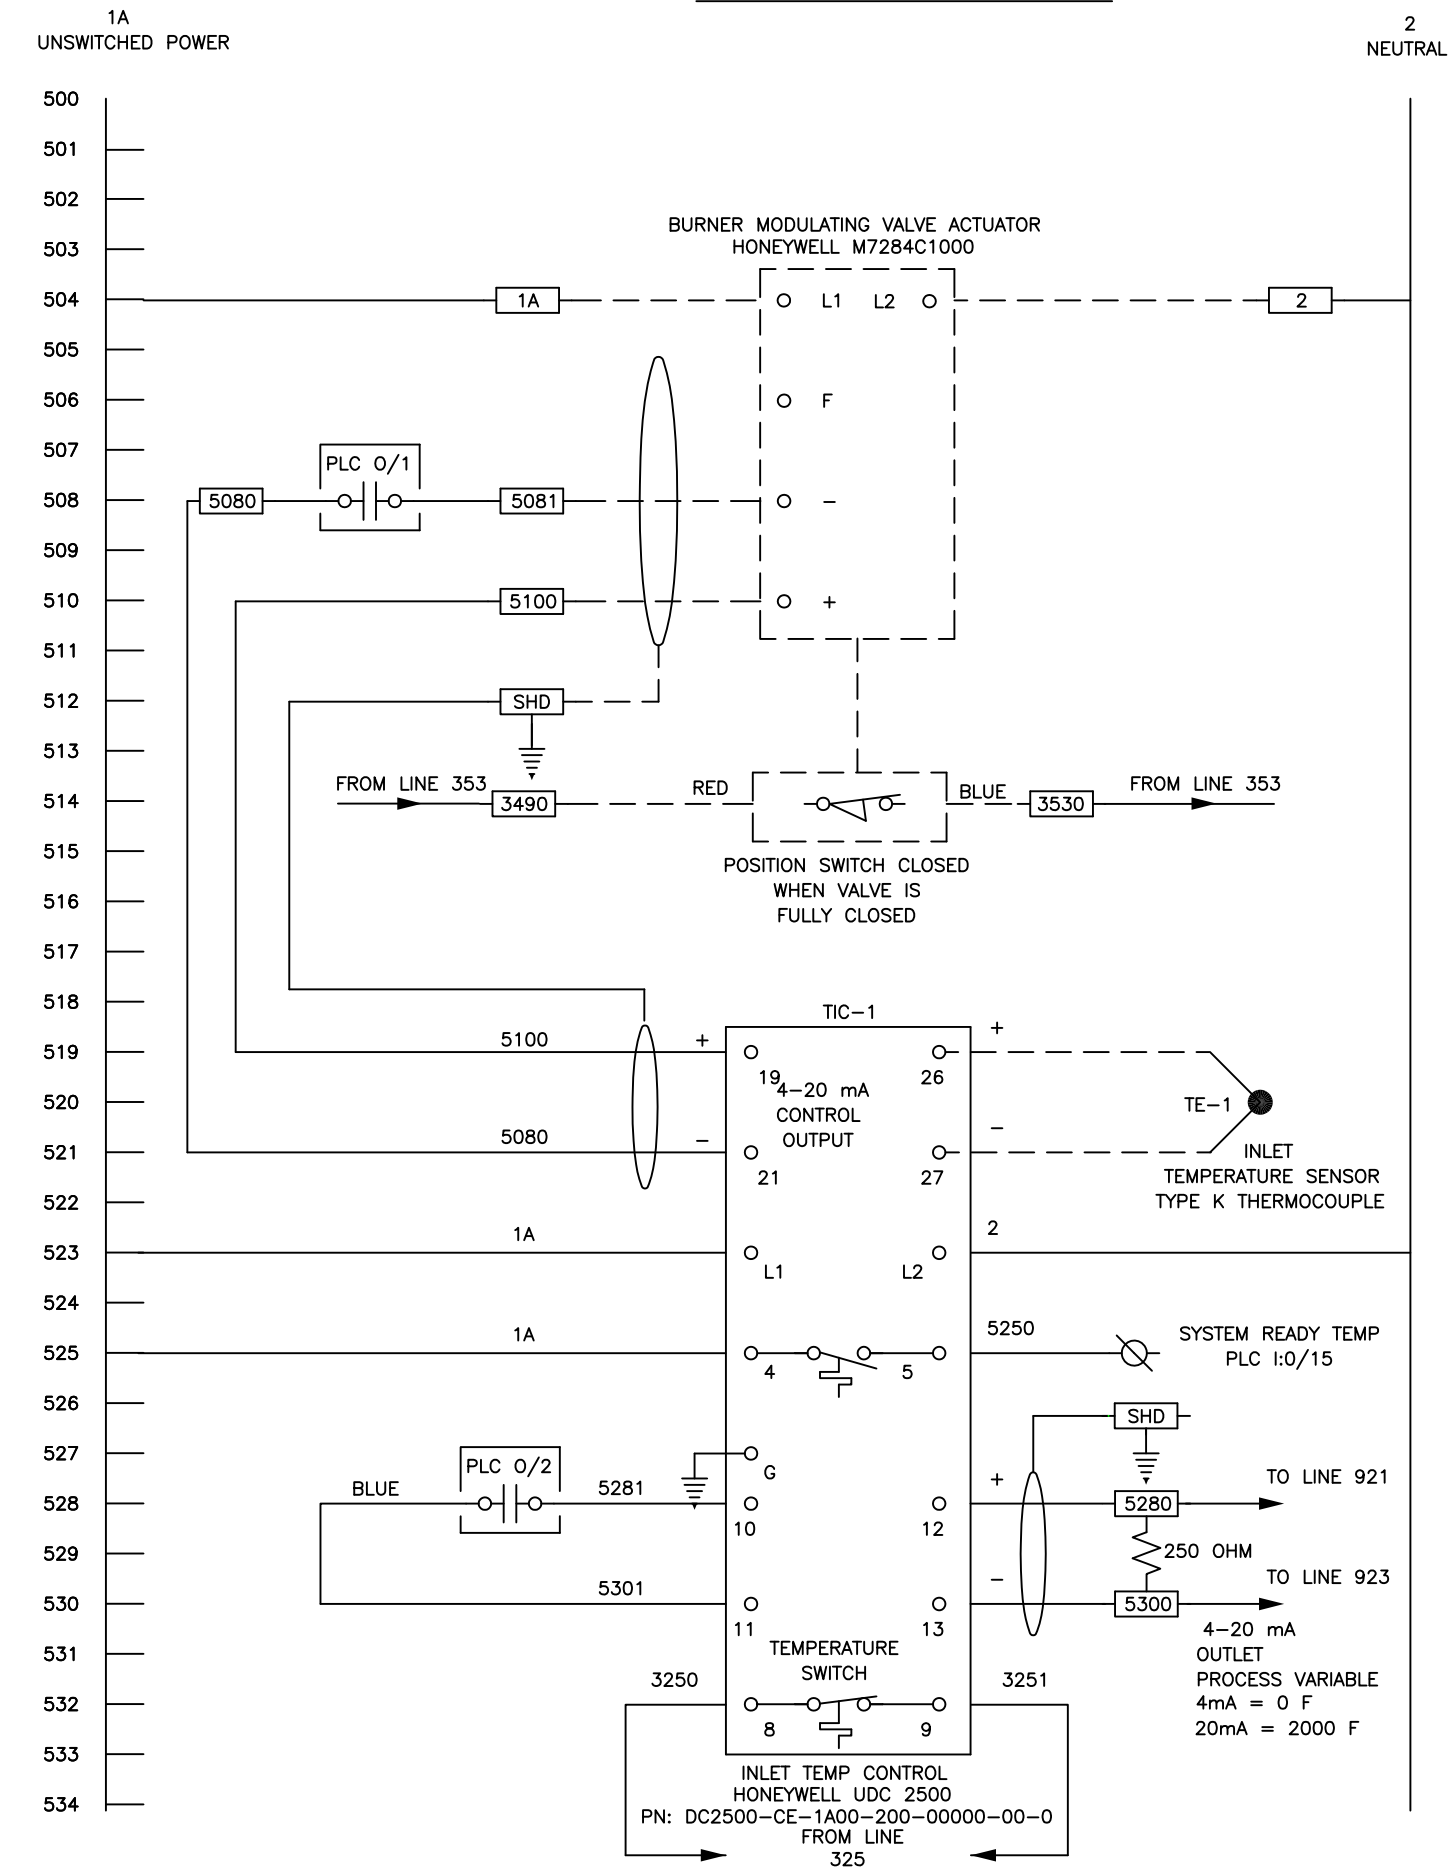 1A
UNSWITCHED POWER
2
NEUTRAL
500
501
502
503
BURNER MODULATING VALVE ACTUATOR
HONEYWELL M7284C1000
504
1A
L1 L2
2
505
506
F
507
PLC O/1
508
5080
5081
−
509
510
5100
+
511
512
SHD
513
FROM LINE 353
RED
BLUE
FROM LINE 353
514
3490
3530
515
POSITION SWITCH CLOSED
WHEN VALVE IS
FULLY CLOSED
516
517
518
TIC-1
519
5100
+
+
19
26
520
4-20 mA
CONTROL
OUTPUT
TE-1
521
5080
−
−
21
27
INLET
TEMPERATURE SENSOR
TYPE K THERMOCOUPLE
522
523
1A
2
L1
L2
524
525
1A
5250
SYSTEM READY TEMP
PLC I:0/15
4
5
526
SHD
527
G
PLC O/2
528
BLUE
5281
+
5280
TO LINE 921
10
12
529
250 OHM
530
5301
−
5300
TO LINE 923
11
13
531
4-20 mA
OUTLET
PROCESS VARIABLE
4mA = 0 F
20mA = 2000 F
TEMPERATURE
SWITCH
532
3250
3251
8
9
533
534
INLET TEMP CONTROL
HONEYWELL UDC 2500
PN: DC2500-CE-1A00-200-00000-00-0
FROM LINE
325